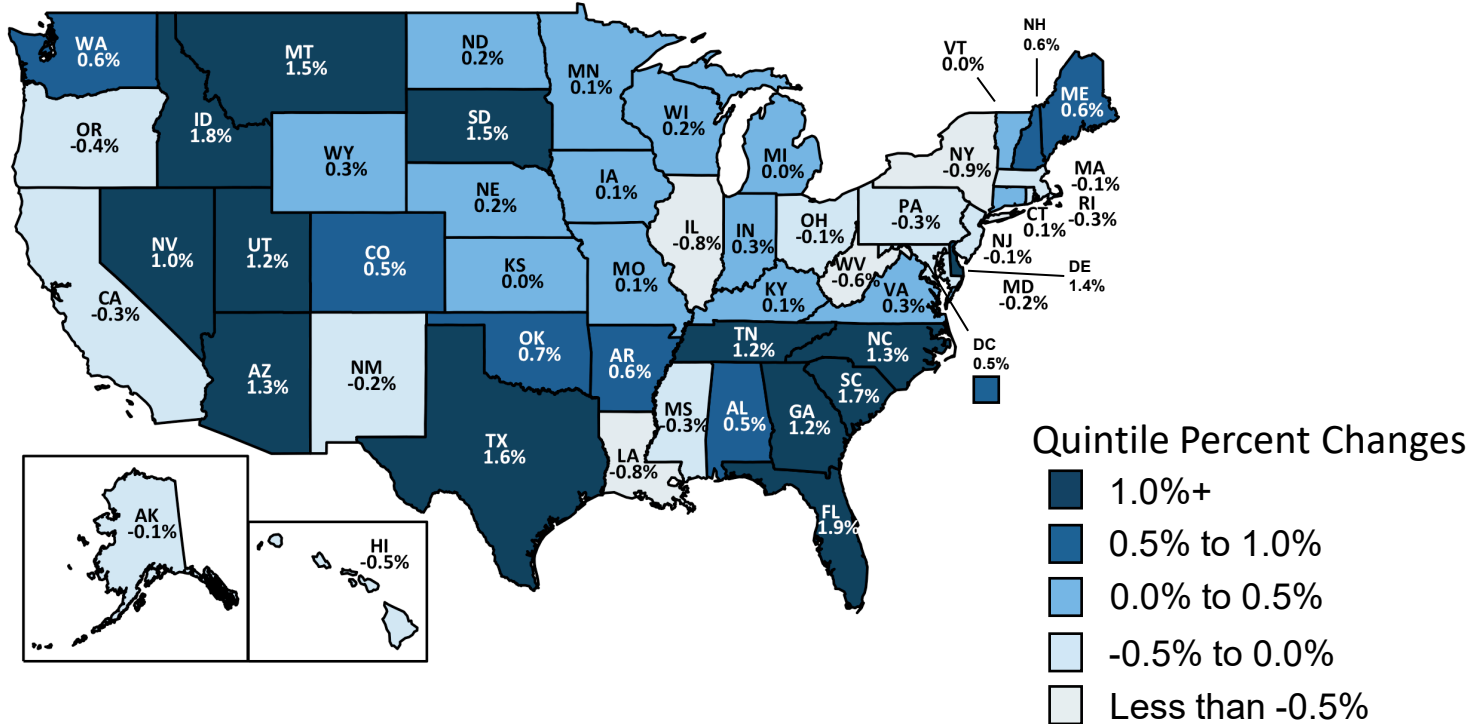 WA
0.6%
MT
1.5%
ND
0.2%
MN
0.1%
VT
0.0%
NH
0.6%
ME
0.6%
OR
-0.4%
ID
1.8%
SD
1.5%
WI
0.2%
WY
0.3%
MI
0.0%
NY
-0.9%
MA
-0.1%
RI
-0.3%
CT
0.1%
NE
0.2%
IA
0.1%
PA
-0.3%
NJ
-0.1%
NV
1.0%
UT
1.2%
CO
0.5%
KS
0.0%
MO
0.1%
IL
-0.8%
IN
0.3%
OH
-0.1%
WV
-0.6%
VA
0.3%
KY
0.1%
DE
1.4%
MD
-0.2%
DC
0.5%
CA
-0.3%
AZ
1.3%
NM
-0.2%
OK
0.7%
AR
0.6%
TN
1.2%
NC
1.3%
SC
1.7%
TX
1.6%
LA
-0.8%
MS
-0.3%
AL
0.5%
GA
1.2%
FL
1.9%
AK
-0.1%
HI
-0.5%
Quintile Percent Changes
1.0%+
0.5% to 1.0%
0.0% to 0.5%
-0.5% to 0.0%
Less than -0.5%